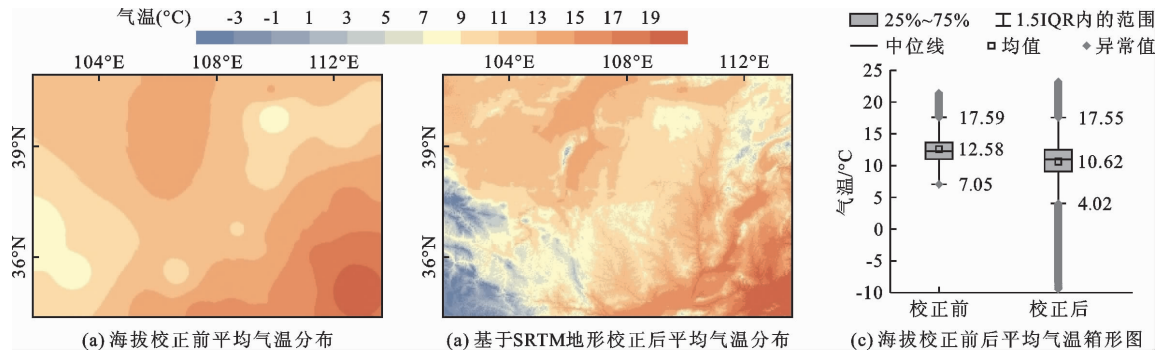 气温(°C) -3 -1 1 3 5 7 9 11 13 15 17 19
104°E 108°E 112°E
39°N
36°N
(a) 海拔校正前平均气温分布
104°E 108°E 112°E
39°N
36°N
(a) 基于SRTM地形校正后平均气温分布
25%~75% 1.5IQR内的范围
中位线 均值 异常值
气温/°C
25
20
15
10
5
0
-5
-10
17.59
12.58
7.05
17.55
10.62
4.02
校正前 校正后
(c) 海拔校正前后平均气温箱形图